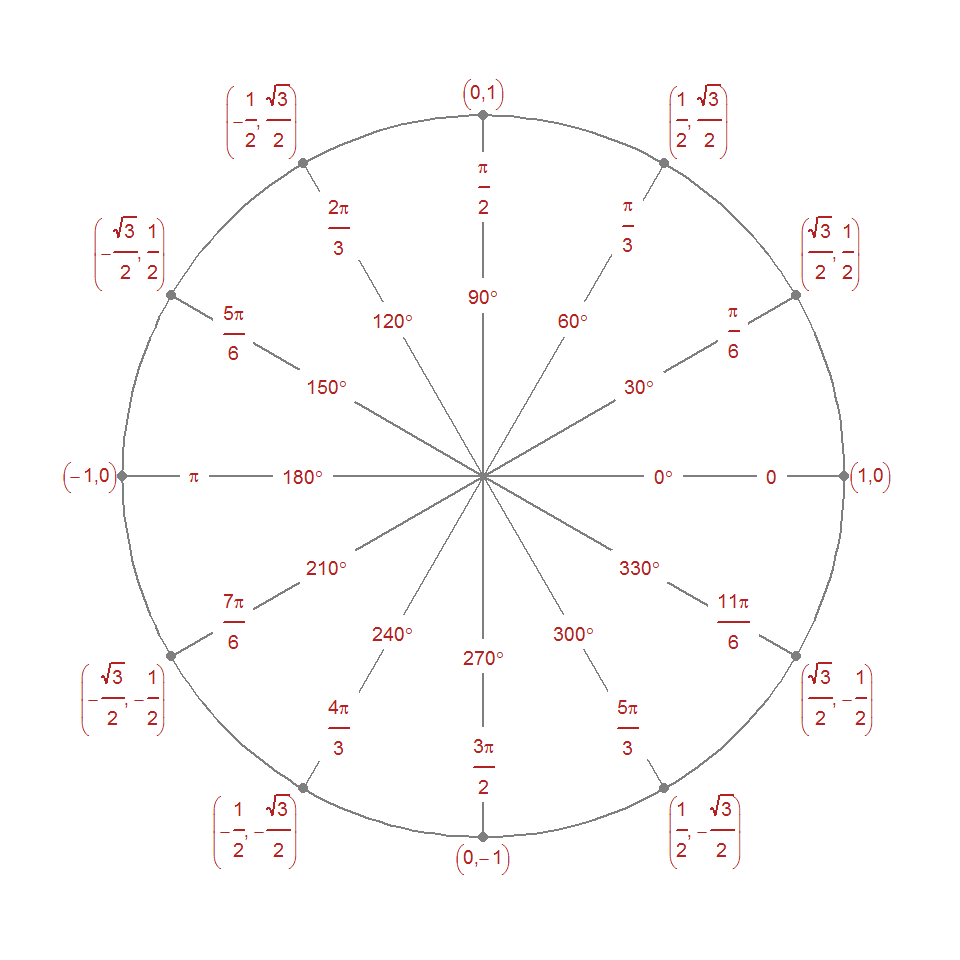 (0,1)
(-1/2, √3/2)
(1/2, √3/2)
π/2
2π/3
π/3
(-√3/2, 1/2)
(√3/2, 1/2)
90°
5π/6
π/6
120°
60°
150°
30°
(-1,0) π 180° 0° 0 (1,0)
210°
330°
7π/6
11π/6
240°
300°
270°
(-√3/2, -1/2)
(√3/2, -1/2)
4π/3
5π/3
3π/2
(-1/2, -√3/2)
(1/2, -√3/2)
(0,-1)